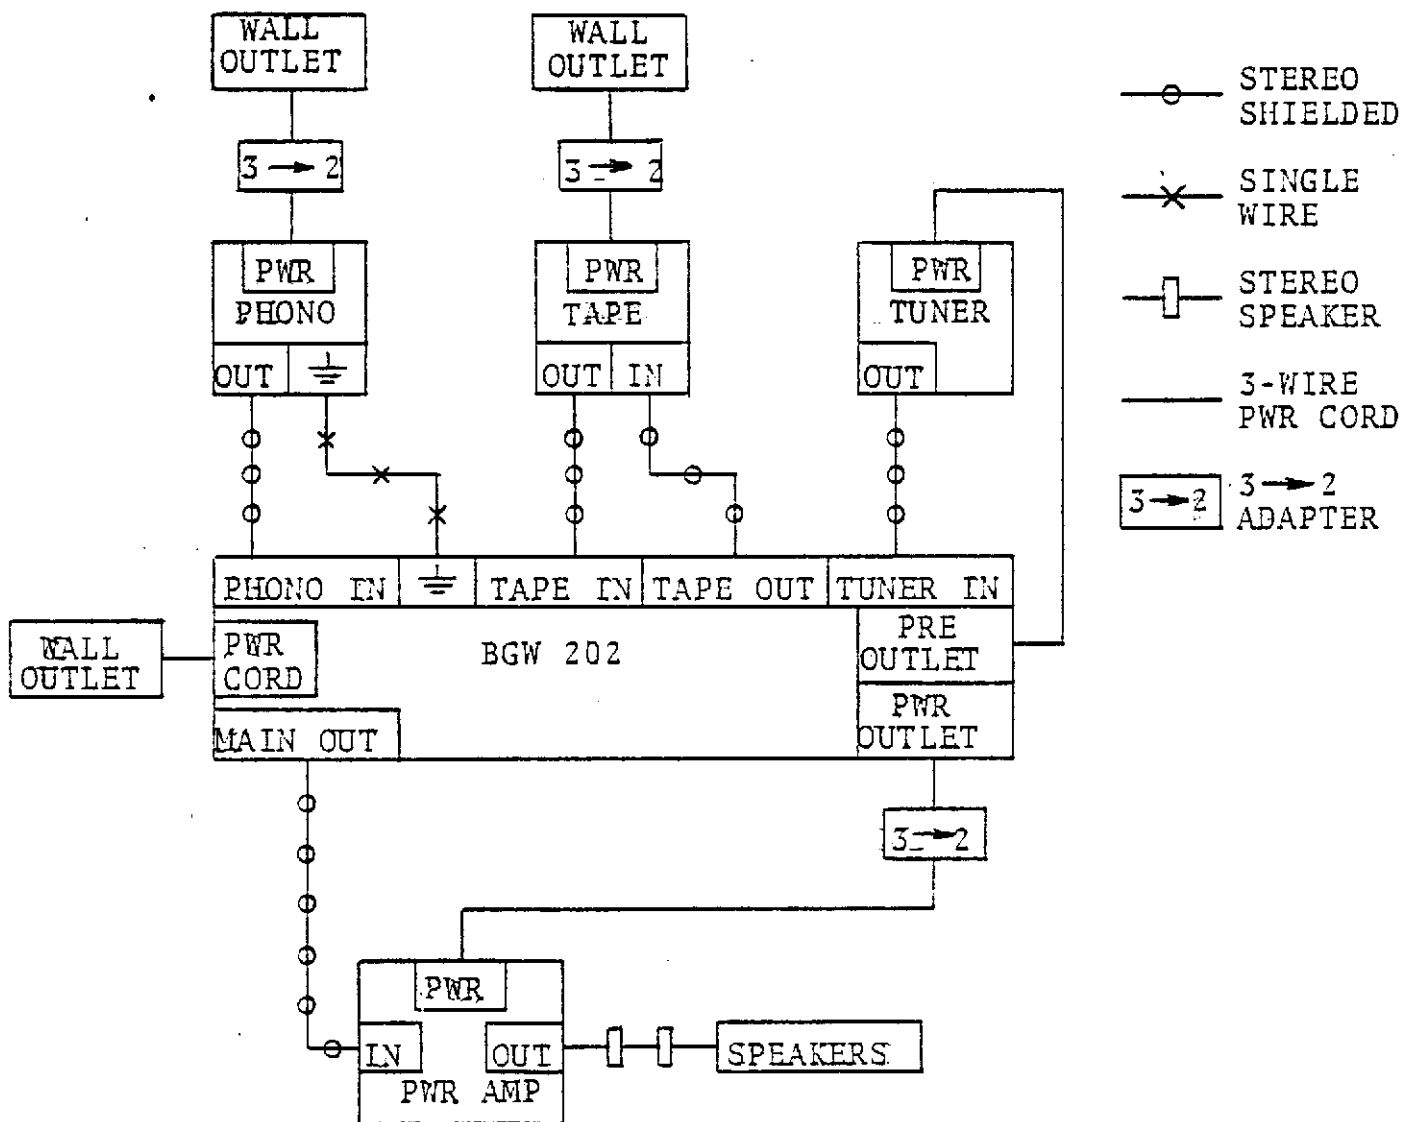 WALL
OUTLET
WALL
OUTLET
3 → 2
3 → 2
PWR
PHONO
OUT
PWR
TAPE
OUT
IN
PWR
TUNER
OUT
STEREO
SHIELDED
SINGLE
WIRE
STEREO
SPEAKER
3-WIRE
PWR CORD
3 → 2
3 → 2
ADAPTER
PHONO IN
TAPE IN
TAPE OUT
TUNER IN
WALL
OUTLET
PWR
CORD
BGW 202
PRE
OUTLET
PWR
OUTLET
MAIN OUT
3 → 2
PWR
IN
OUT
PWR AMP
SPEAKERS